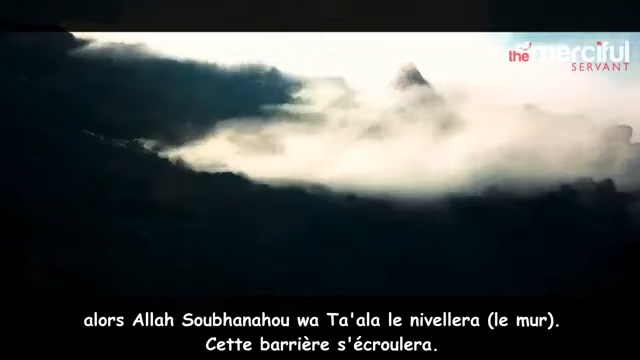 the merciful
SERVANT
alors Allah Soubhanahou wa Ta'ala le nivellera (le mur).
Cette barrière s'écroulera.